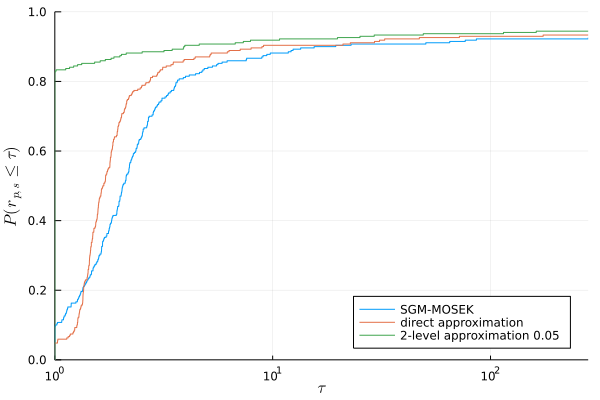 1.0
0.8
0.6
0.4
0.2
0.0
P(r_{p,s} ≤ τ)
SGM-MOSEK
direct approximation
2-level approximation 0.05
10^0 10^1 10^2
τ